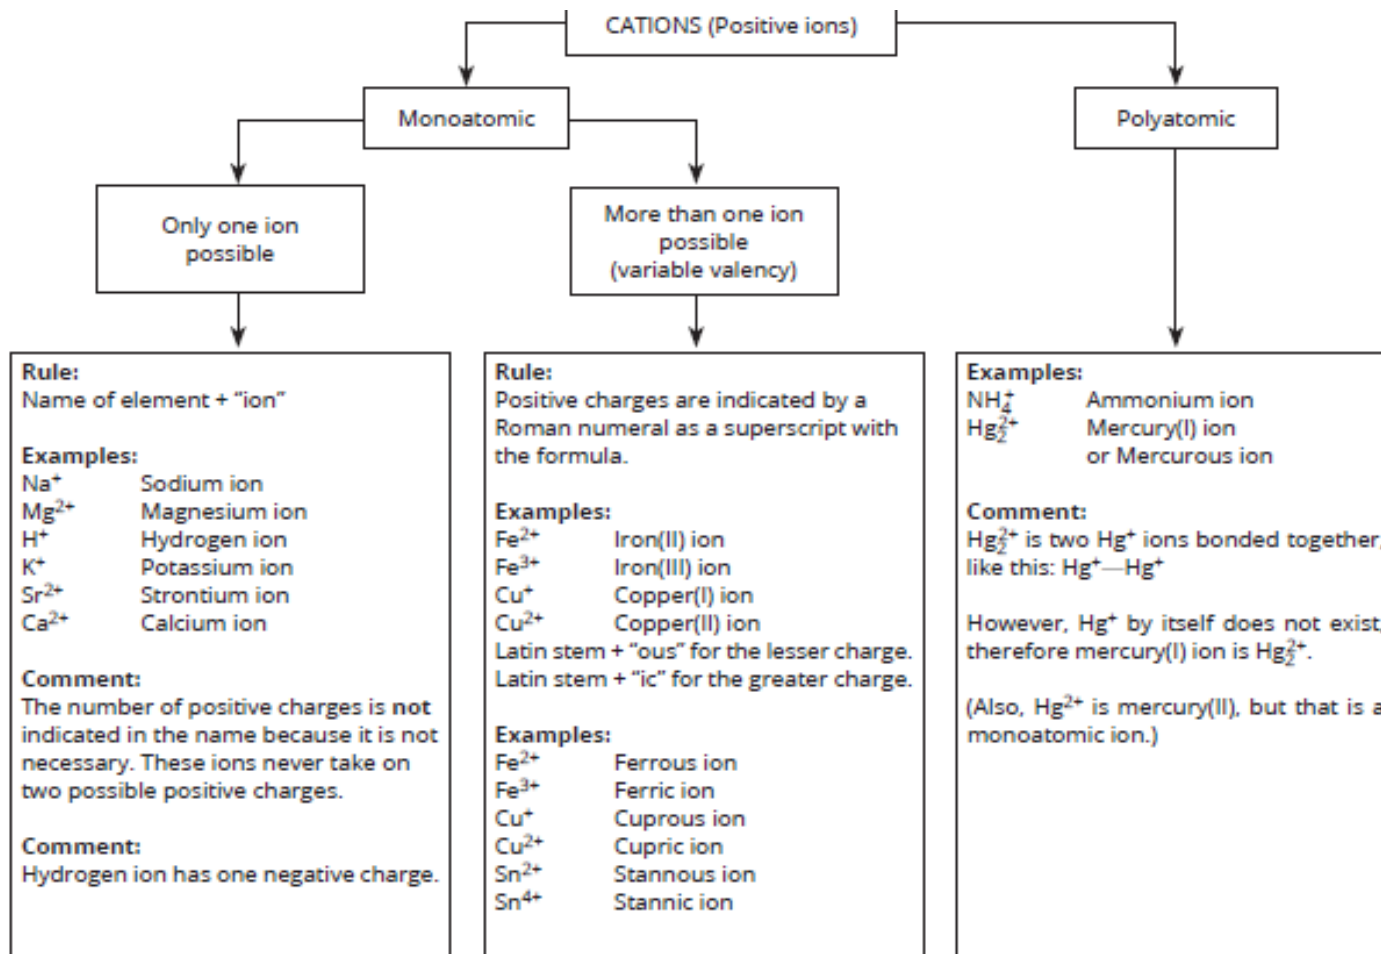 CATIONS (Positive ions)
Monoatomic
Polyatomic
Only one ion
possible
More than one ion
possible
(variable valency)
Rule:
Name of element + “ion”
Examples:
Na⁺ Sodium ion
Mg²⁺ Magnesium ion
H⁺ Hydrogen ion
K⁺ Potassium ion
Sr²⁺ Strontium ion
Ca²⁺ Calcium ion
Comment:
The number of positive charges is not
indicated in the name because it is not
necessary. These ions never take on
two possible positive charges.
Comment:
Hydrogen ion has one negative charge.
Rule:
Positive charges are indicated by a
Roman numeral as a superscript with
the formula.
Examples:
Fe²⁺ Iron(II) ion
Fe³⁺ Iron(III) ion
Cu⁺ Copper(I) ion
Cu²⁺ Copper(II) ion
Latin stem + “ous” for the lesser charge.
Latin stem + “ic” for the greater charge.
Examples:
Fe²⁺ Ferrous ion
Fe³⁺ Ferric ion
Cu⁺ Cuprous ion
Cu²⁺ Cupric ion
Sn²⁺ Stannous ion
Sn⁴⁺ Stannic ion
Examples:
NH₄⁺ Ammonium ion
Hg₂²⁺ Mercury(I) ion
or Mercurous ion
Comment:
Hg₂²⁺ is two Hg⁺ ions bonded together,
like this: Hg⁺—Hg⁺
However, Hg⁺ by itself does not exist,
therefore mercury(I) ion is Hg₂²⁺.
(Also, Hg²⁺ is mercury(II), but that is a
monoatomic ion.)